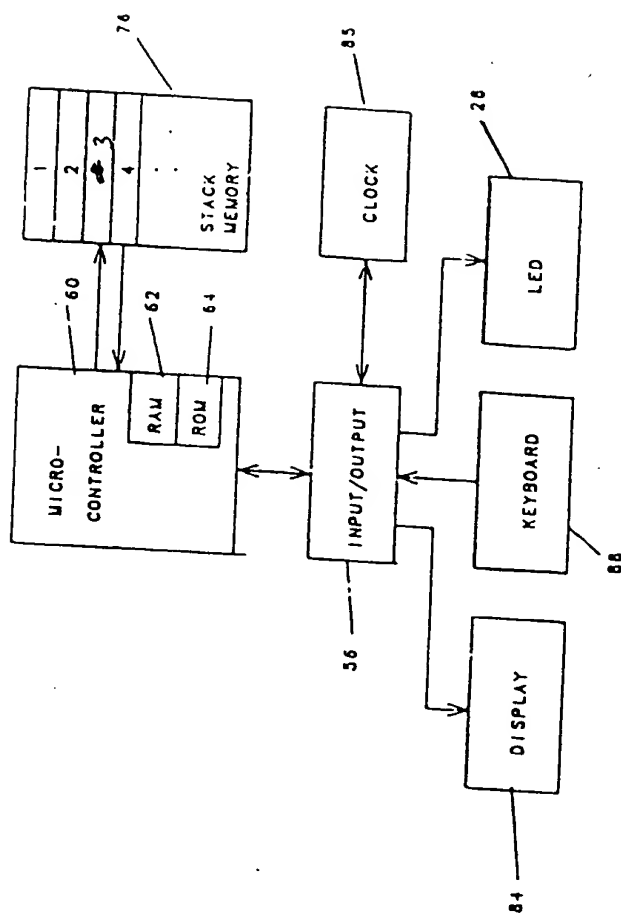 1
2
3
4
. .
STACK
MEMORY
76
MICRO-
CONTROLLER
60
RAM
62
ROM
64
INPUT/OUTPUT
56
CLOCK
85
DISPLAY
84
KEYBOARD
88
LED
28